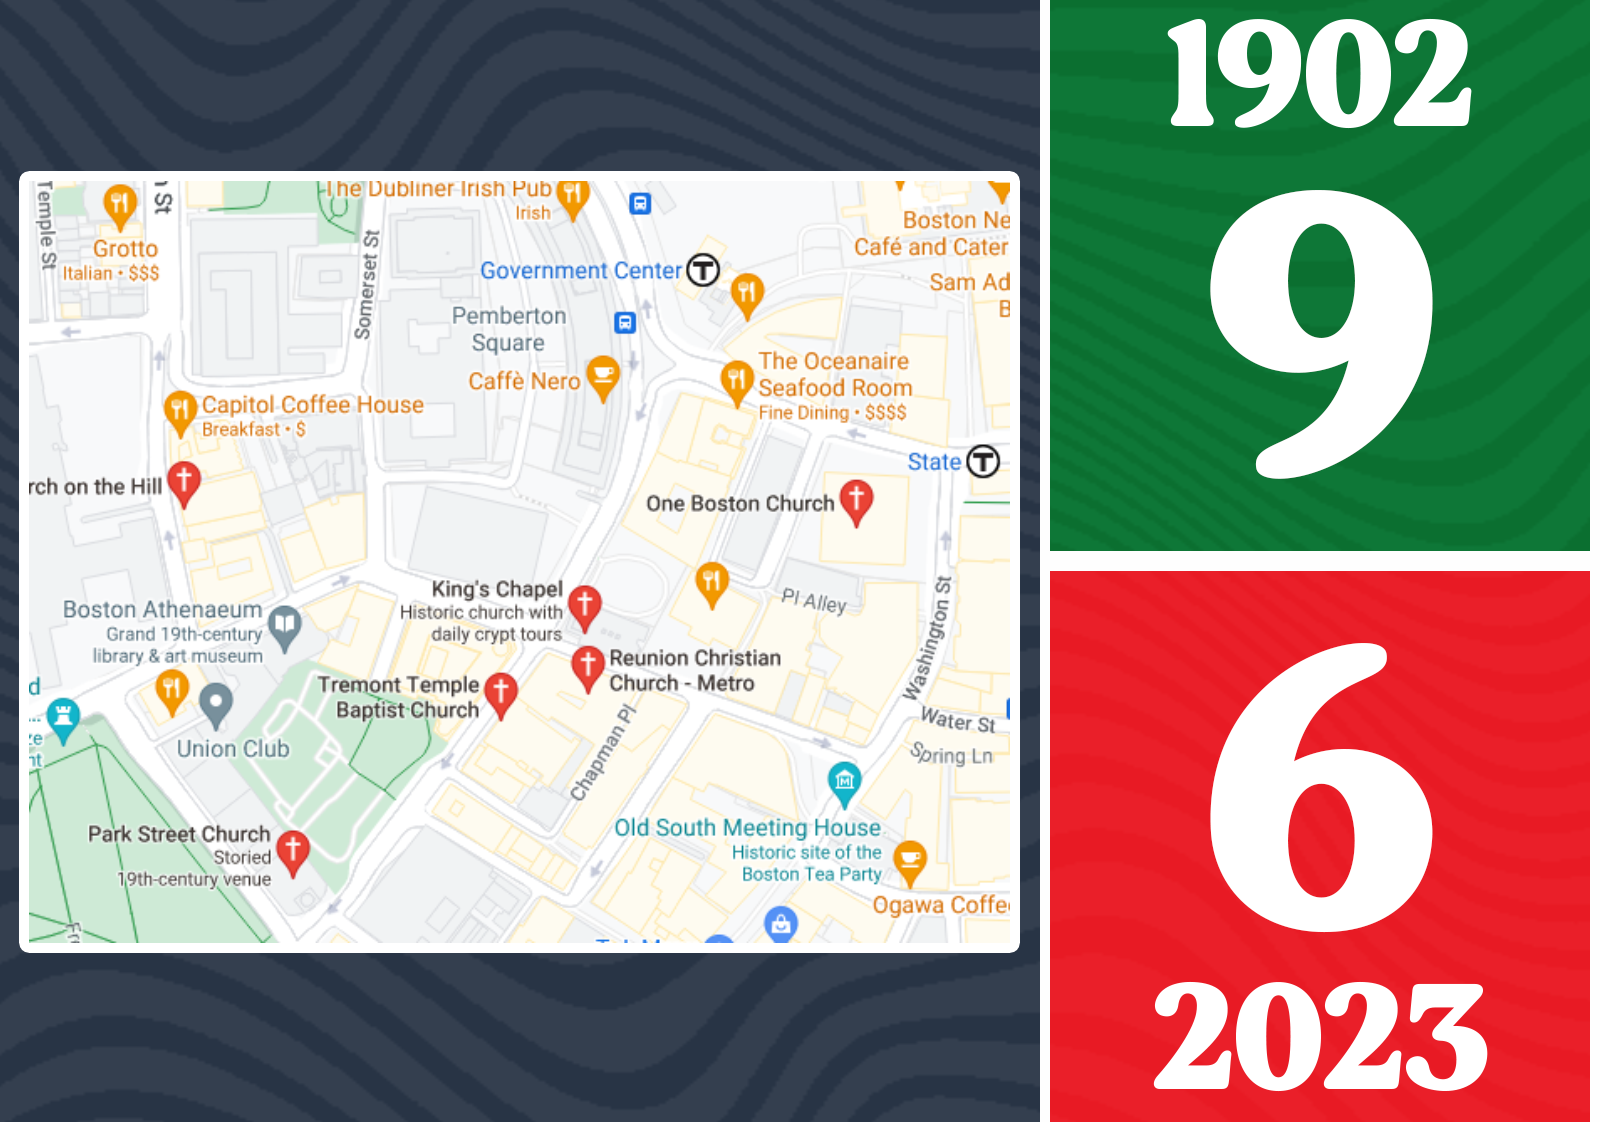 1902
9
6
2023
Temple St
St
Grotto
Italian • $$$
The Dubliner Irish Pub
Irish
Somerset St
Government Center
T
Pemberton
Square
Caffè Nero
Boston Ne
Café and Cater
Sam Ad
B
The Oceanaire
Seafood Room
Fine Dining • $$$$
Capitol Coffee House
Breakfast • $
rch on the Hill
State
T
One Boston Church
King's Chapel
Historic church with
daily crypt tours
Pl Alley
Washington St
Boston Athenaeum
Grand 19th-century
library & art museum
Reunion Christian
Church - Metro
Tremont Temple
Baptist Church
d
...
ze
nt
Union Club
Chapman Pl
Water St
Spring Ln
Park Street Church
Storied
19th-century venue
Old South Meeting House
Historic site of the
Boston Tea Party
Ogawa Coffe
Fr